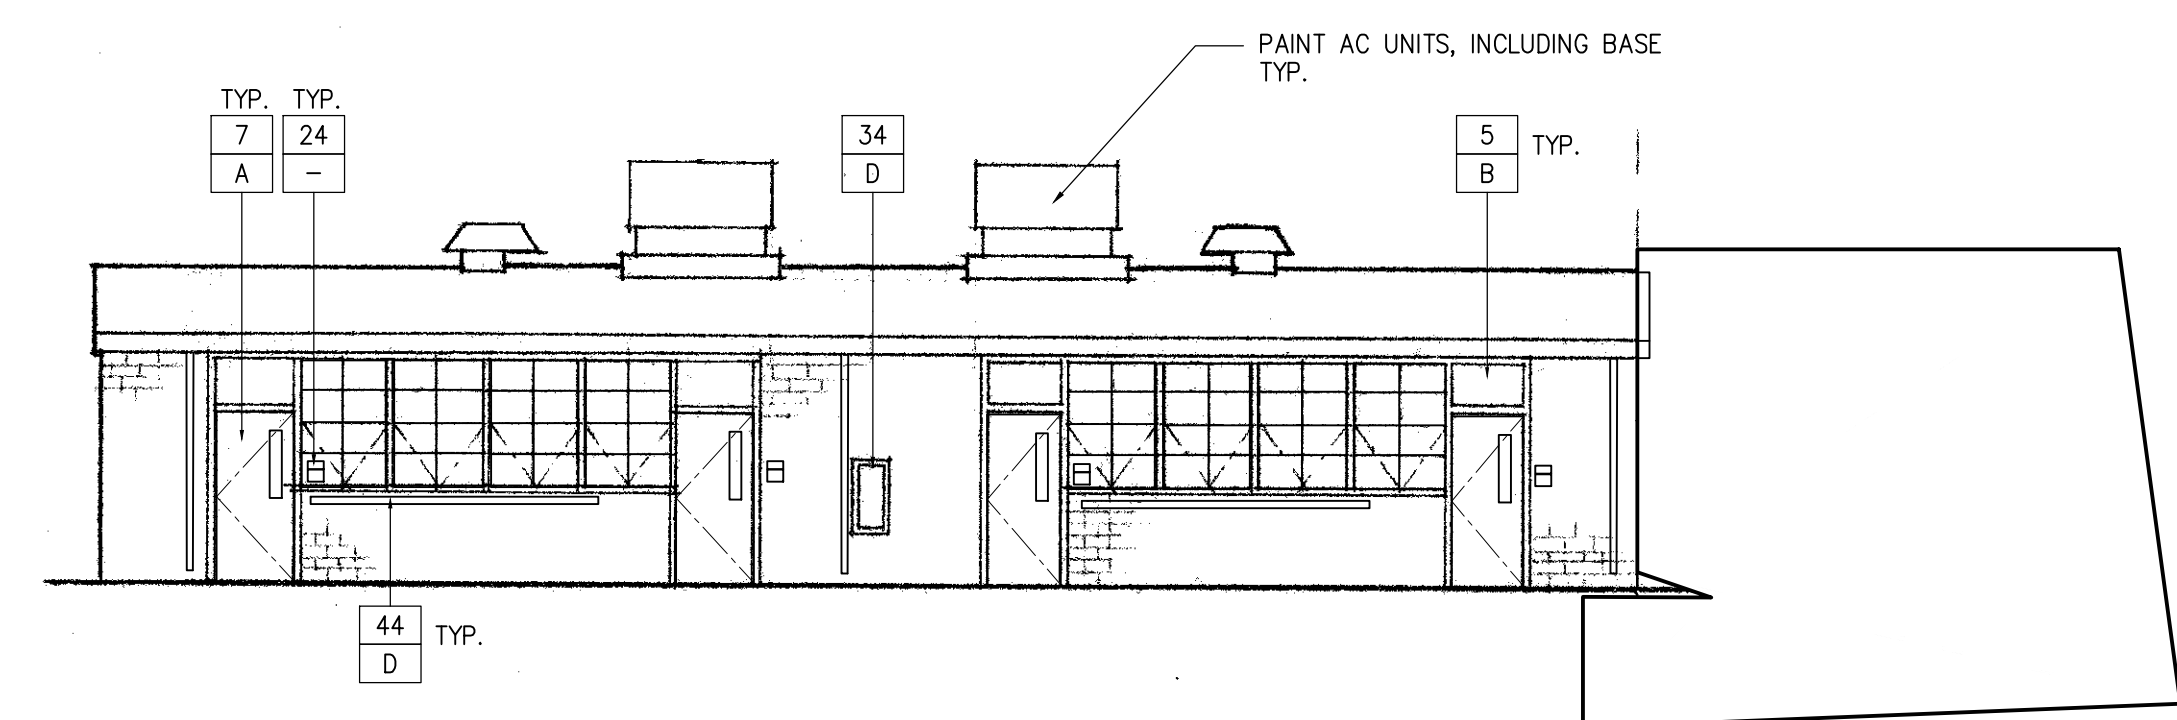 PAINT AC UNITS, INCLUDING BASE
TYP.
TYP. TYP.
7 24
A –
34
D
5 TYP.
B
44 TYP.
D